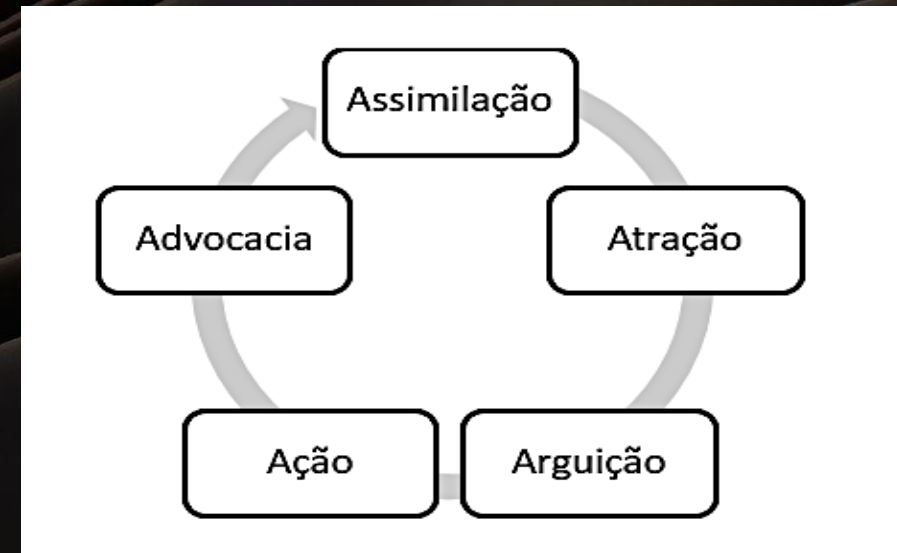 Assimilação
Atração
Arguição
Ação
Advocacia